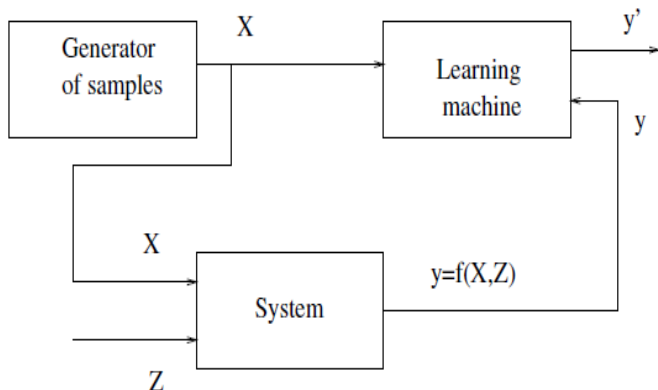 X
y'
Generator
of samples
Learning
machine
y
X
y=f(X,Z)
System
Z